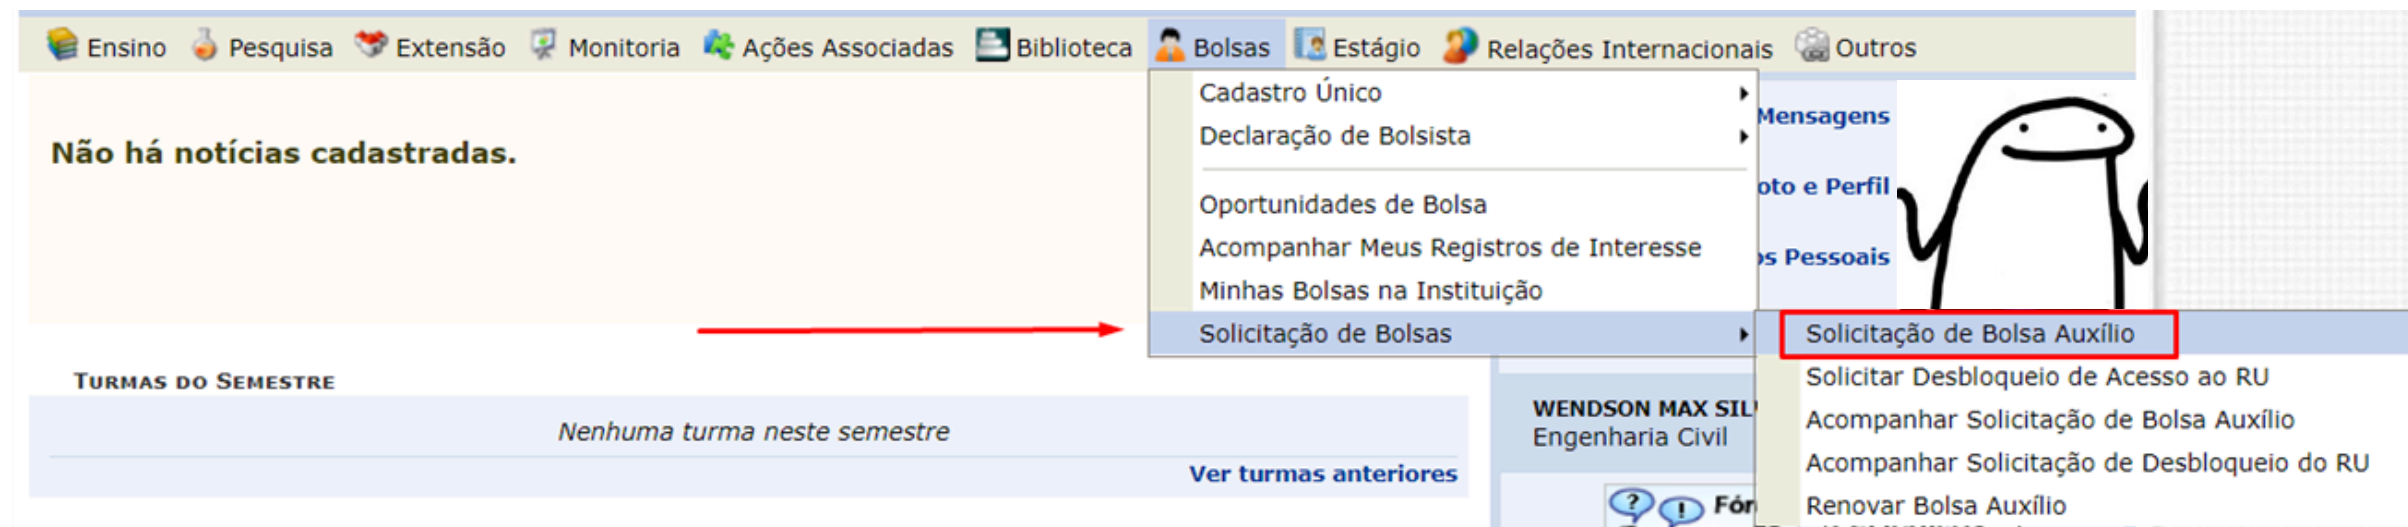 Ensino Pesquisa Extensão Monitoria Ações Associadas Biblioteca Bolsas Estágio Relações Internacionais Outros
Não há notícias cadastradas.
Cadastro Único
Declaração de Bolsista
Oportunidades de Bolsa
Acompanhar Meus Registros de Interesse
Minhas Bolsas na Instituição
Solicitação de Bolsas
Mensagens
oto e Perfil
os Pessoais
Solicitação de Bolsa Auxílio
Solicitar Desbloqueio de Acesso ao RU
Acompanhar Solicitação de Bolsa Auxílio
Acompanhar Solicitação de Desbloqueio do RU
Renovar Bolsa Auxílio
TURMAS DO SEMESTRE
Nenhuma turma neste semestre
Ver turmas anteriores
WENDSON MAX SIL
Engenharia Civil
Fór